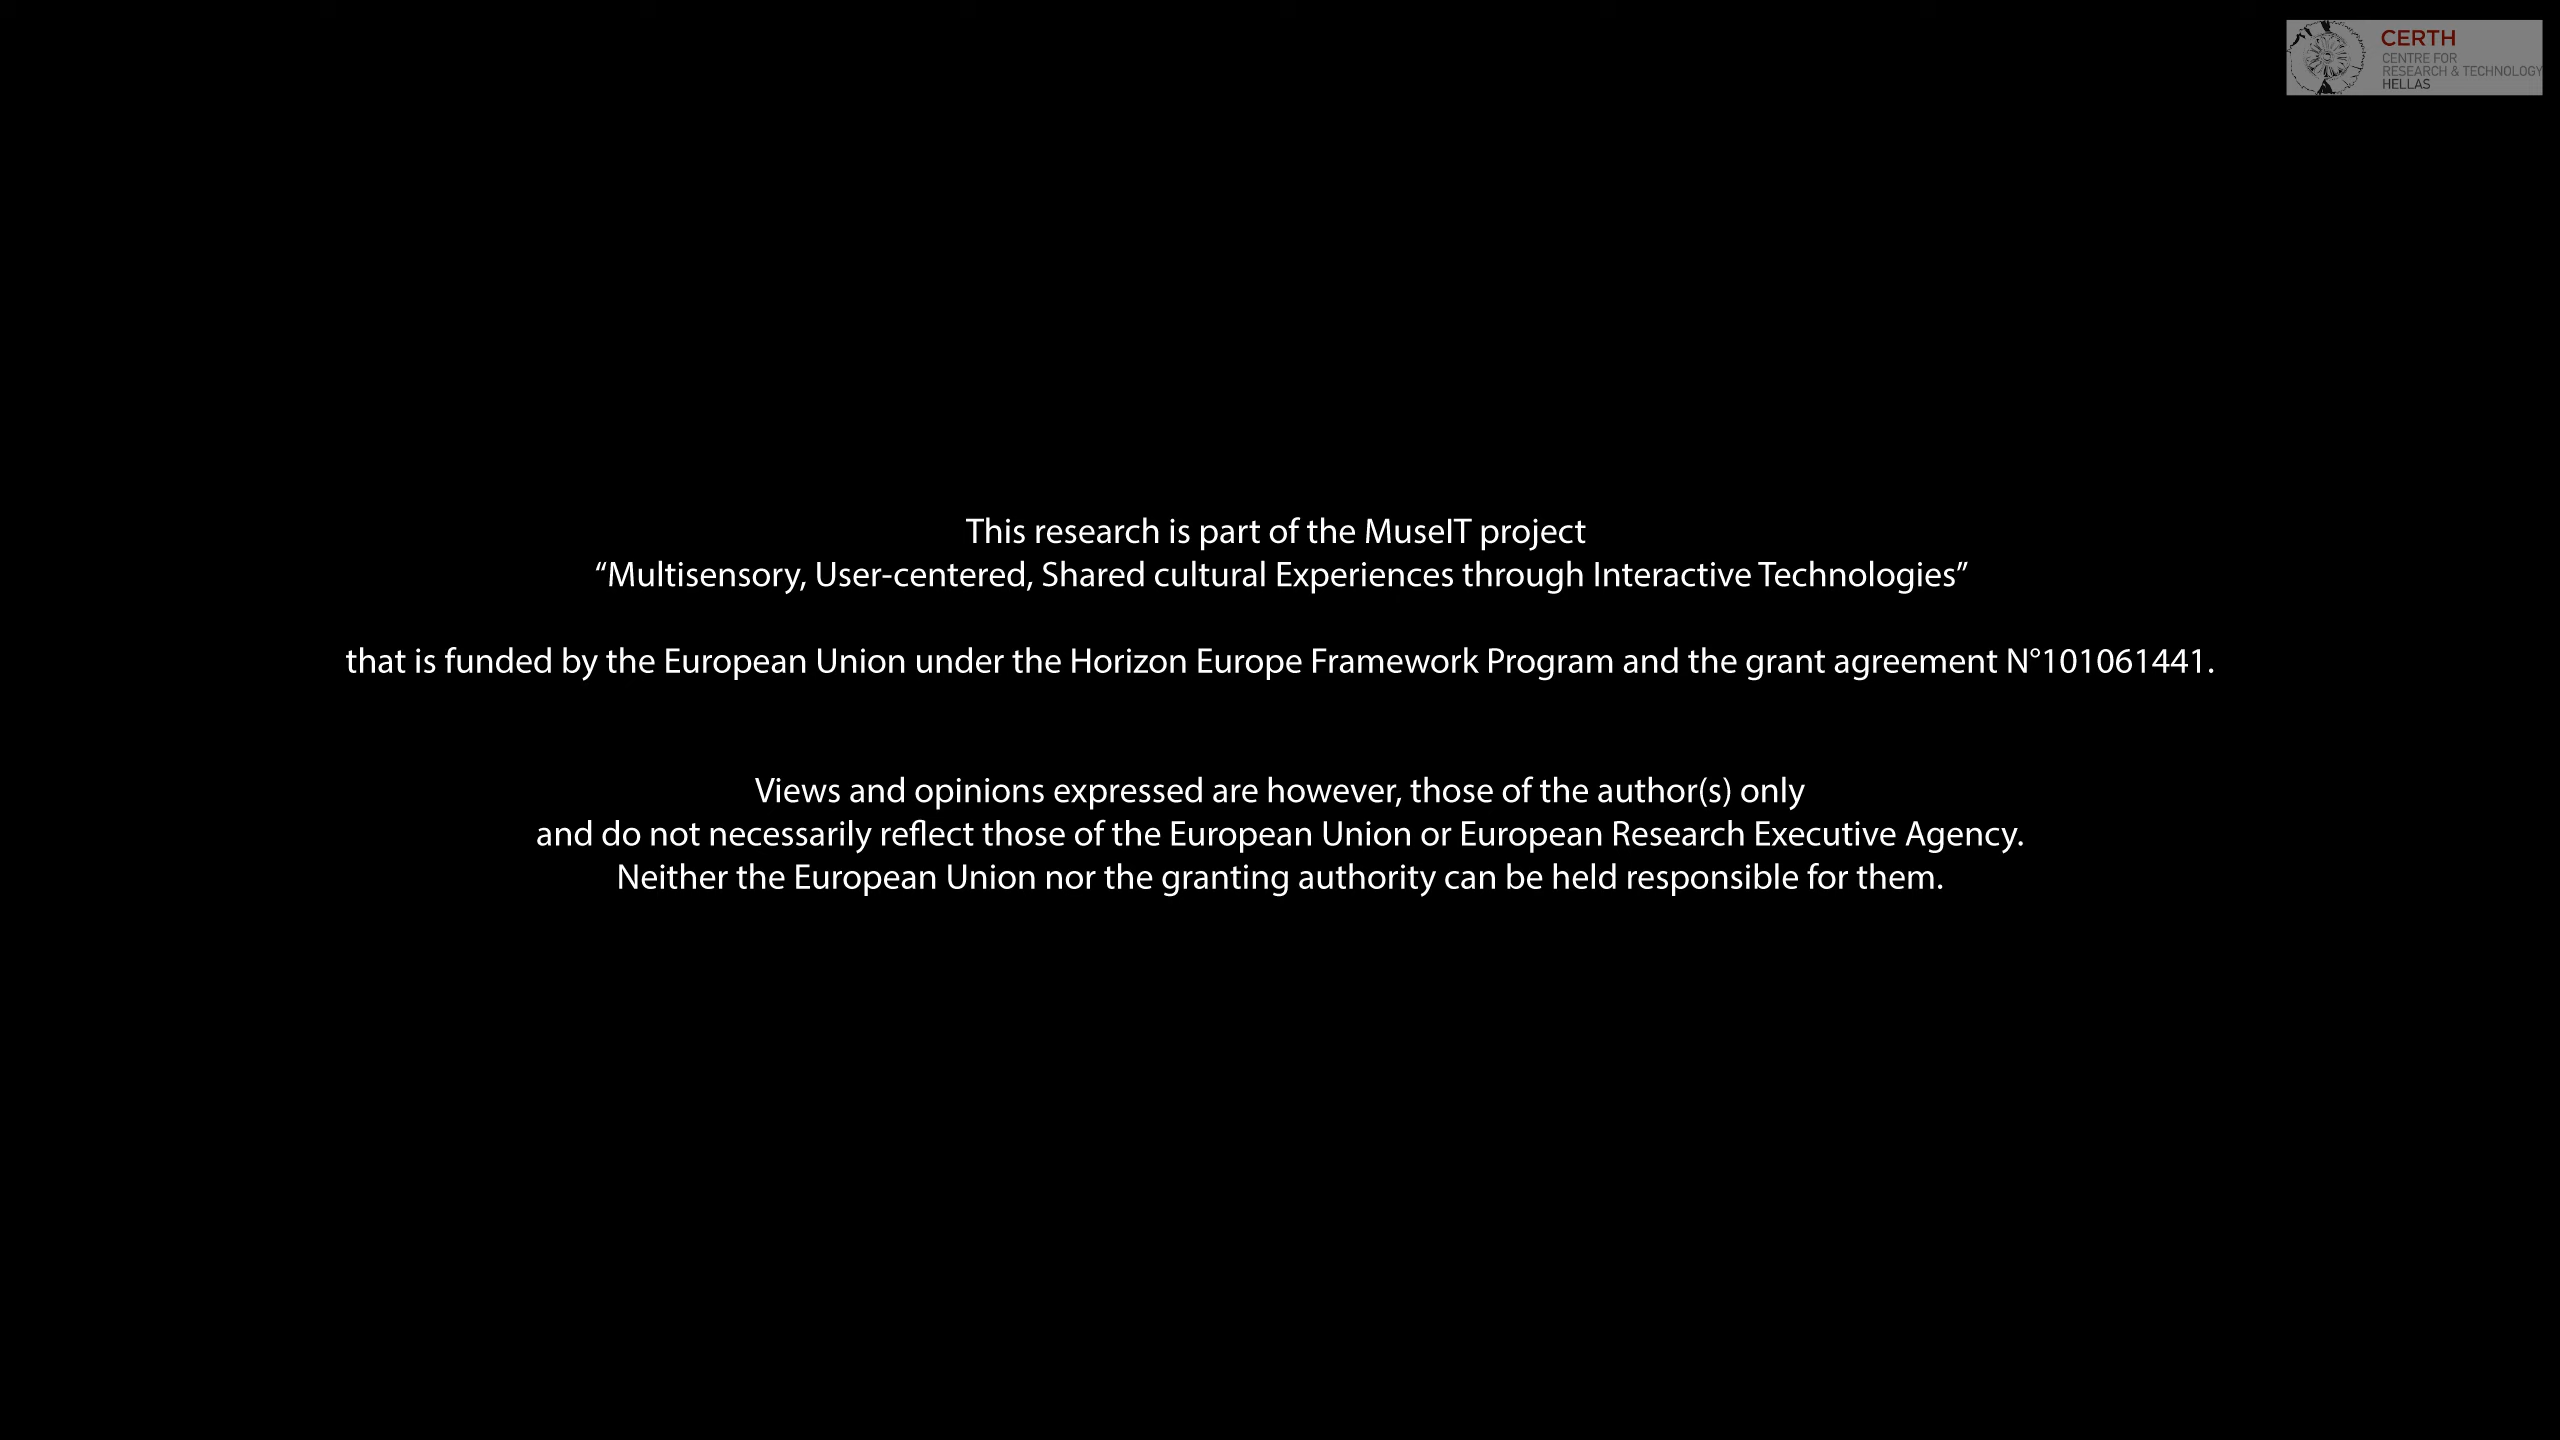 CERTH
CENTRE FOR
RESEARCH & TECHNOLOGY
HELLAS
This research is part of the MuseIT project
“Multisensory, User-centered, Shared cultural Experiences through Interactive Technologies”
that is funded by the European Union under the Horizon Europe Framework Program and the grant agreement N°101061441.
Views and opinions expressed are however, those of the author(s) only
and do not necessarily reflect those of the European Union or European Research Executive Agency.
Neither the European Union nor the granting authority can be held responsible for them.